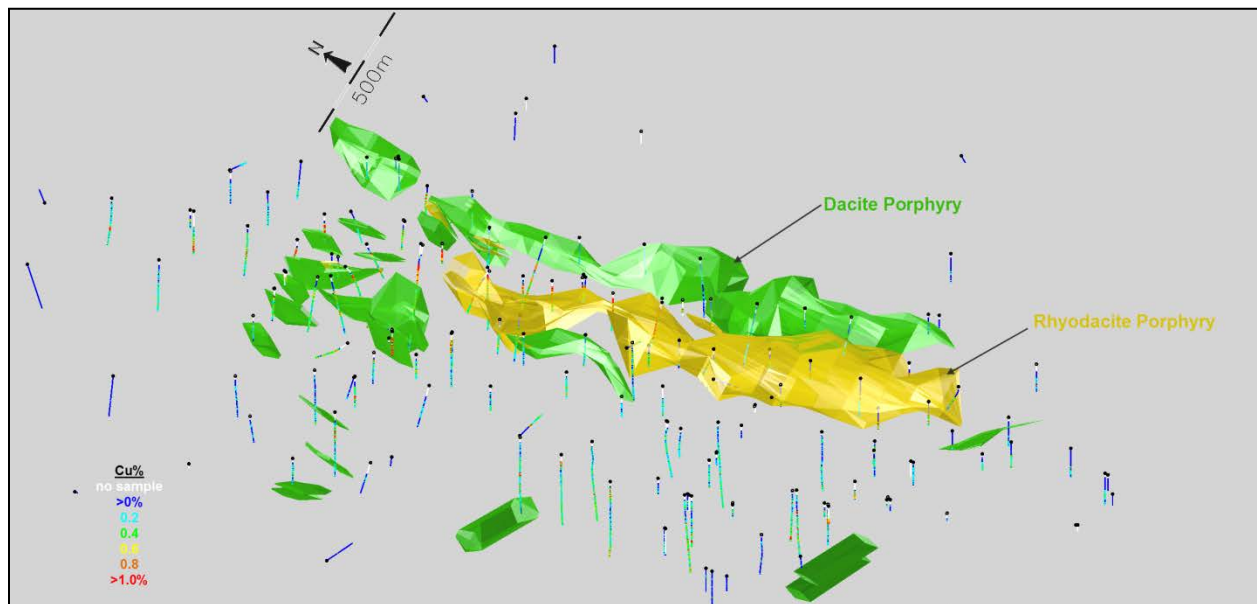 N
500m
Dacite Porphyry
Rhyodacite Porphyry
Cu%
no sample
>0%
0.2
0.4
0.6
0.8
>1.0%